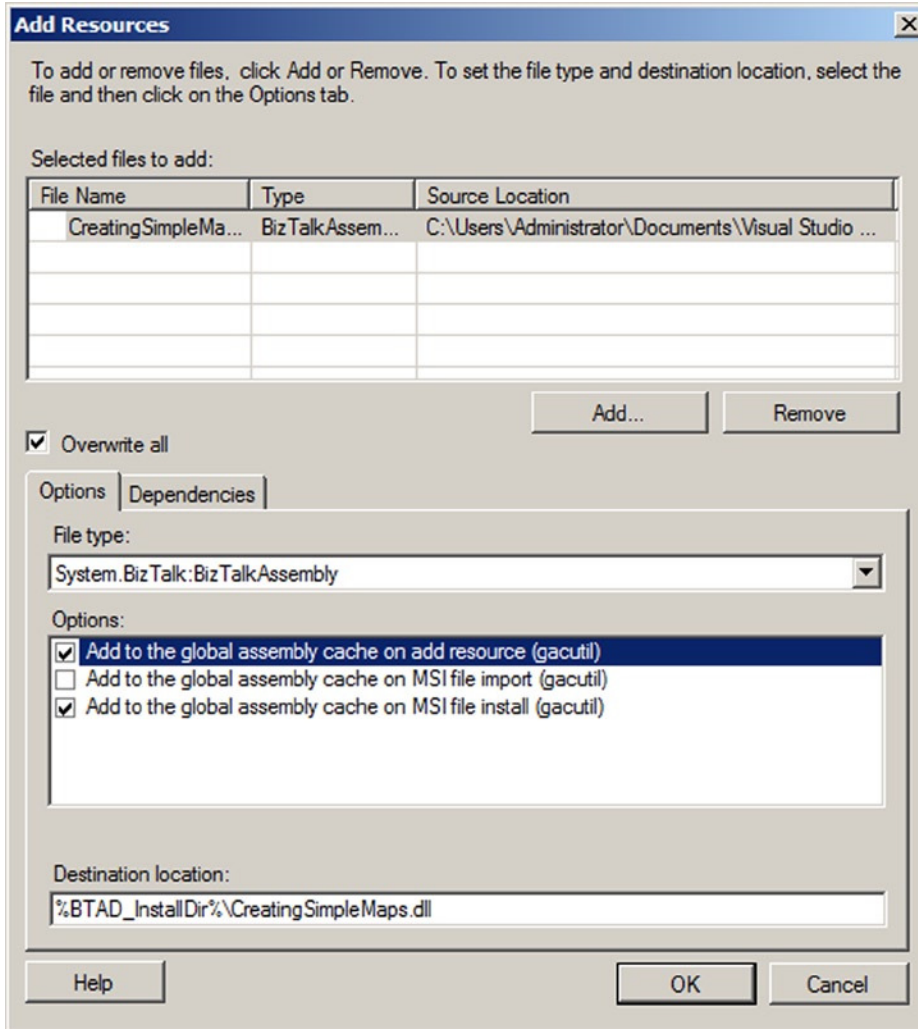 Add Resources
To add or remove files, click Add or Remove. To set the file type and destination location, select the
file and then click on the Options tab.
Selected files to add:
File Name Type Source Location
CreatingSimpleMa... BizTalkAssem... C:\Users\Administrator\Documents\\Visual Studio ...
Add... Remove
Overwrite all
Options Dependencies
File type:
System.BizTalk:BizTalkAssembly
Options:
Add to the global assembly cache on add resource (gacutil)
Add to the global assembly cache on MSI file import (gacutil)
Add to the global assembly cache on MSI file install (gacutil)
Destination location:
%BTAD_InstallDir%\CreatingSimpleMaps.dll
Help OK Cancel